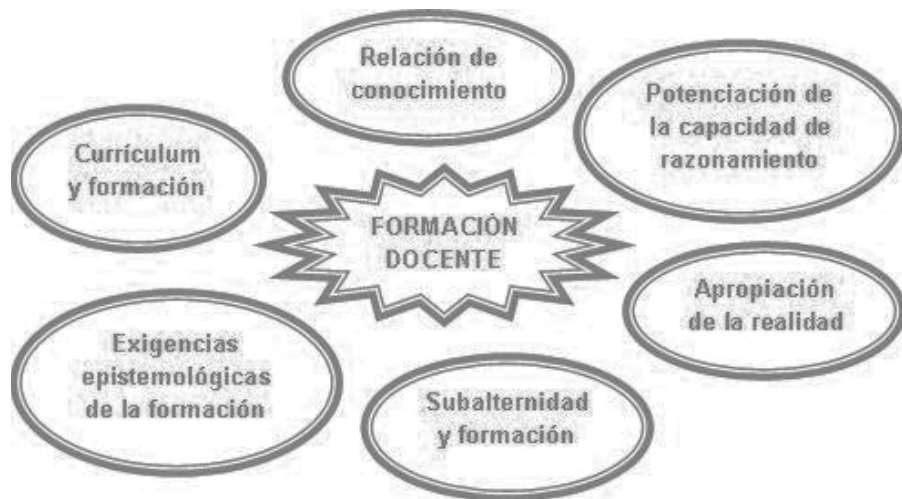 Relación de
conocimiento
Potenciación de
la capacidad de
razonamiento
Currículum
y formación
FORMACIÓN
DOCENTE
Apropiación
de la realidad
Exigencias
epistemológicas
de la formación
Subalternidad
y formación